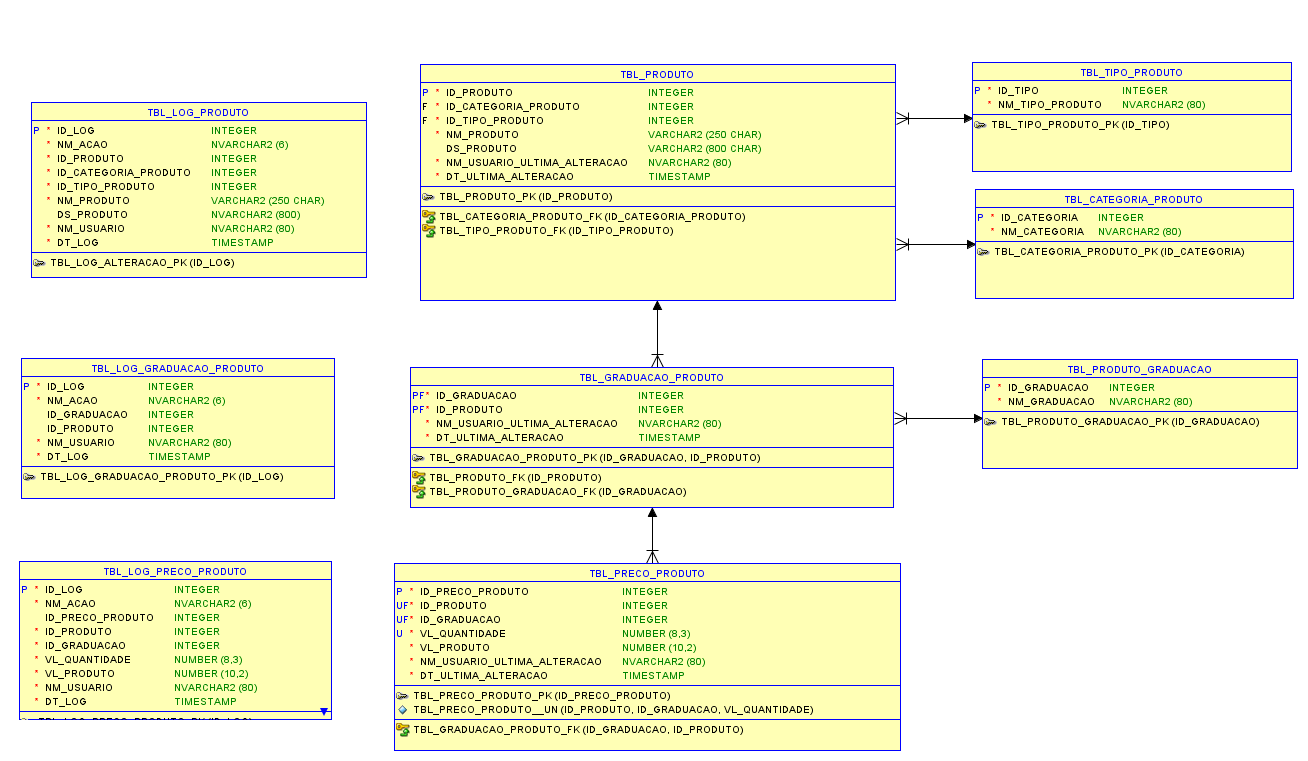 TBL_LOG_PRODUTO
P * ID_LOG INTEGER
* NM_ACAO NVARCHAR2 (6)
* ID_PRODUTO INTEGER
* ID_CATEGORIA_PRODUTO INTEGER
* ID_TIPO_PRODUTO INTEGER
* NM_PRODUTO VARCHAR2 (250 CHAR)
DS_PRODUTO NVARCHAR2 (800)
* NM_USUARIO NVARCHAR2 (80)
* DT_LOG TIMESTAMP
TBL_LOG_ALTERACAO_PK (ID_LOG)
TBL_PRODUTO
P * ID_PRODUTO INTEGER
F * ID_CATEGORIA_PRODUTO INTEGER
F * ID_TIPO_PRODUTO INTEGER
* NM_PRODUTO VARCHAR2 (250 CHAR)
DS_PRODUTO VARCHAR2 (800 CHAR)
* NM_USUARIO_ULTIMA_ALTERACAO NVARCHAR2 (80)
* DT_ULTIMA_ALTERACAO TIMESTAMP
TBL_PRODUTO_PK (ID_PRODUTO)
TBL_CATEGORIA_PRODUTO_FK (ID_CATEGORIA_PRODUTO)
TBL_TIPO_PRODUTO_FK (ID_TIPO_PRODUTO)
TBL_TIPO_PRODUTO
P * ID_TIPO INTEGER
* NM_TIPO_PRODUTO NVARCHAR2 (80)
TBL_TIPO_PRODUTO_PK (ID_TIPO)
TBL_CATEGORIA_PRODUTO
P * ID_CATEGORIA INTEGER
* NM_CATEGORIA NVARCHAR2 (80)
TBL_CATEGORIA_PRODUTO_PK (ID_CATEGORIA)
TBL_LOG_GRADUACAO_PRODUTO
P * ID_LOG INTEGER
* NM_ACAO NVARCHAR2 (6)
ID_GRADUACAO INTEGER
ID_PRODUTO INTEGER
* NM_USUARIO NVARCHAR2 (80)
* DT_LOG TIMESTAMP
TBL_LOG_GRADUACAO_PRODUTO_PK (ID_LOG)
TBL_GRADUACAO_PRODUTO
PF* ID_GRADUACAO INTEGER
PF* ID_PRODUTO INTEGER
* NM_USUARIO_ULTIMA_ALTERACAO NVARCHAR2 (80)
* DT_ULTIMA_ALTERACAO TIMESTAMP
TBL_GRADUACAO_PRODUTO_PK (ID_GRADUACAO, ID_PRODUTO)
TBL_PRODUTO_FK (ID_PRODUTO)
TBL_PRODUTO_GRADUACAO_FK (ID_GRADUACAO)
TBL_PRODUTO_GRADUACAO
P * ID_GRADUACAO INTEGER
* NM_GRADUACAO NVARCHAR2 (80)
TBL_PRODUTO_GRADUACAO_PK (ID_GRADUACAO)
TBL_LOG_PRECO_PRODUTO
P * ID_LOG INTEGER
* NM_ACAO NVARCHAR2 (6)
ID_PRECO_PRODUTO INTEGER
* ID_PRODUTO INTEGER
* ID_GRADUACAO INTEGER
* VL_QUANTIDADE NUMBER (8,3)
* VL_PRODUTO NUMBER (10,2)
* NM_USUARIO NVARCHAR2 (80)
* DT_LOG TIMESTAMP
TBL_PRECO_PRODUTO
P * ID_PRECO_PRODUTO INTEGER
UF* ID_PRODUTO INTEGER
UF* ID_GRADUACAO INTEGER
U * VL_QUANTIDADE NUMBER (8,3)
* VL_PRODUTO NUMBER (10,2)
* NM_USUARIO_ULTIMA_ALTERACAO NVARCHAR2 (80)
* DT_ULTIMA_ALTERACAO TIMESTAMP
TBL_PRECO_PRODUTO_PK (ID_PRECO_PRODUTO)
TBL_PRECO_PRODUTO__UN (ID_PRODUTO, ID_GRADUACAO, VL_QUANTIDADE)
TBL_GRADUACAO_PRODUTO_FK (ID_GRADUACAO, ID_PRODUTO)